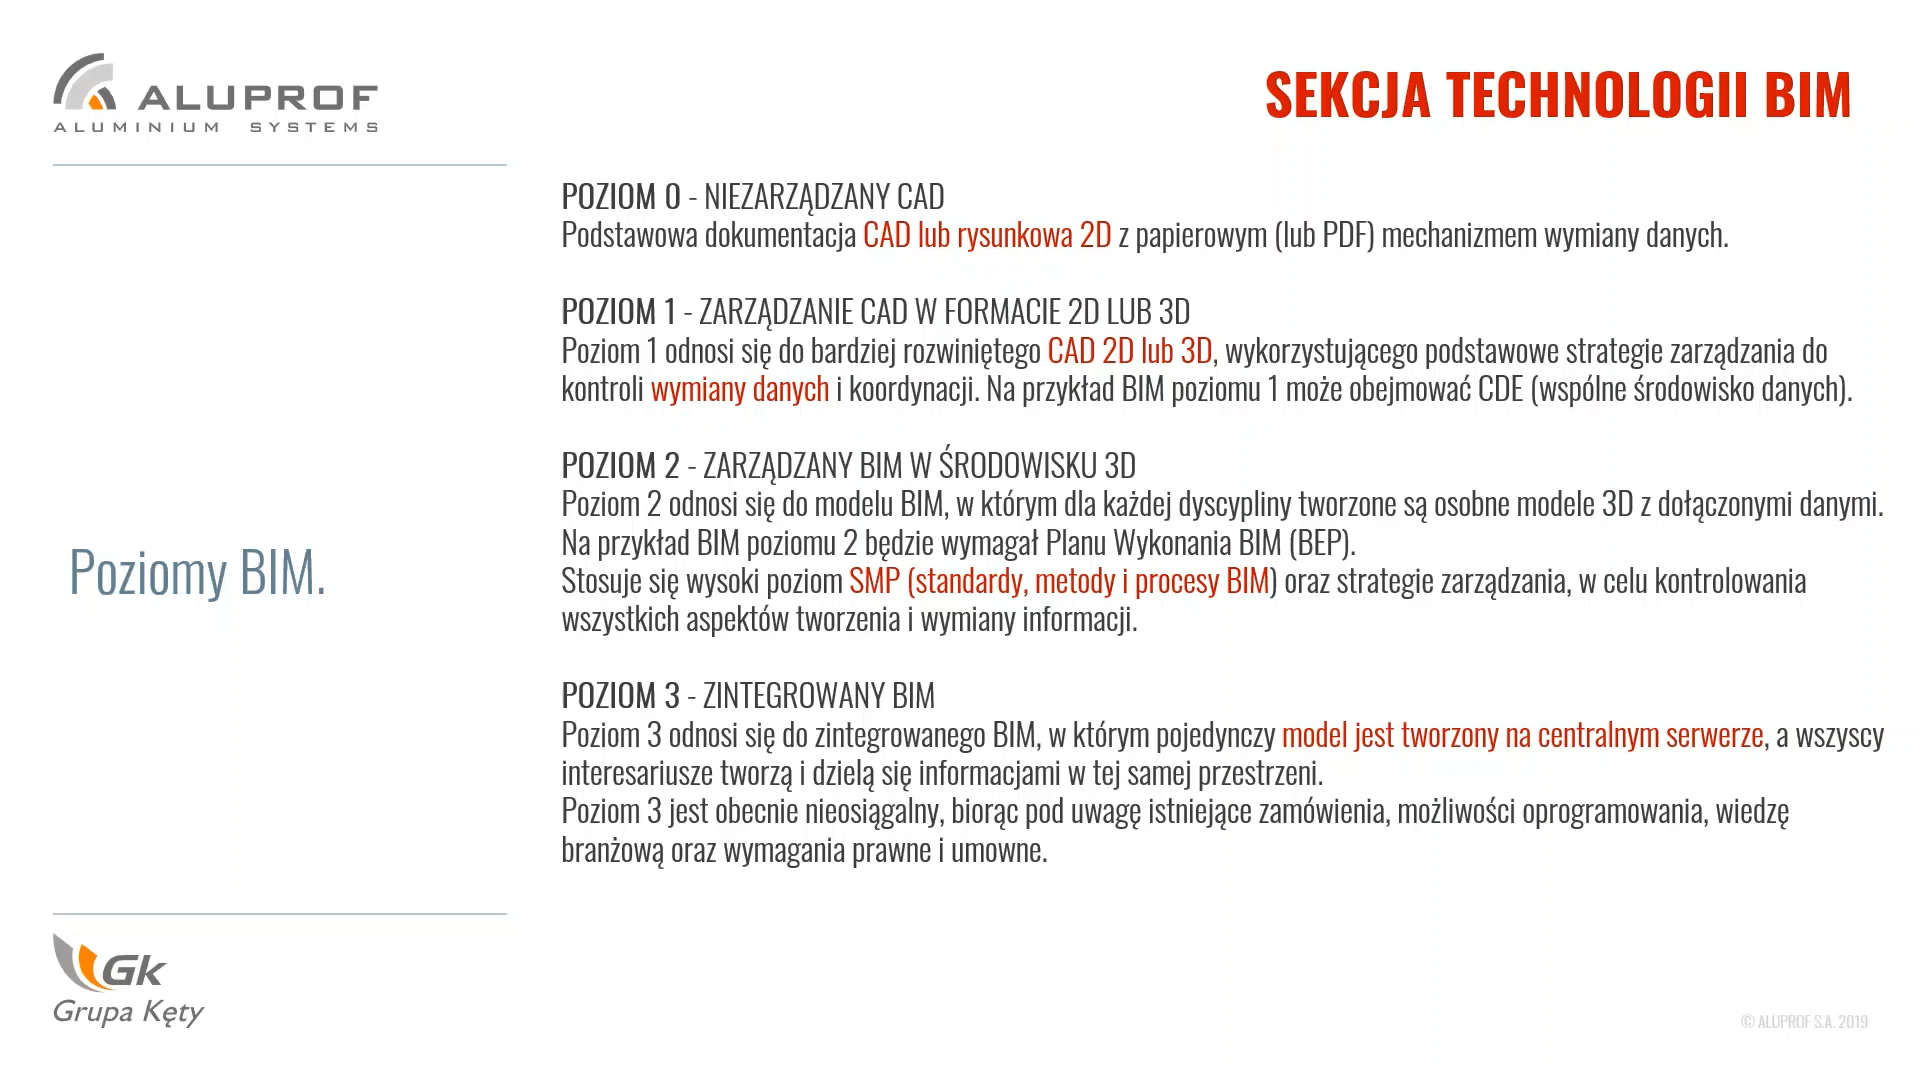 ALUPROF
ALUMINIUM SYSTEMS
SEKCJA TECHNOLOGII BIM
Poziomy BIM.
POZIOM 0 - NIEZARZĄDZANY CAD
Podstawowa dokumentacja CAD lub rysunkowa 2D z papierowym (lub PDF) mechanizmem wymiany danych.
POZIOM 1 - ZARZĄDZANIE CAD W FORMACIE 2D LUB 3D
Poziom 1 odnosi się do bardziej rozwiniętego CAD 2D lub 3D, wykorzystującego podstawowe strategie zarządzania do
kontroli wymiany danych i koordynacji. Na przykład BIM poziomu 1 może obejmować CDE (wspólne środowisko danych).
POZIOM 2 - ZARZĄDZANY BIM W ŚRODOWISKU 3D
Poziom 2 odnosi się do modelu BIM, w którym dla każdej dyscypliny tworzone są osobne modele 3D z dołączonymi danymi.
Na przykład BIM poziomu 2 będzie wymagał Planu Wykonania BIM (BEP).
Stosuje się wysoki poziom SMP (standardy, metody i procesy BIM) oraz strategie zarządzania, w celu kontrolowania
wszystkich aspektów tworzenia i wymiany informacji.
POZIOM 3 - ZINTEGROWANY BIM
Poziom 3 odnosi się do zintegrowanego BIM, w którym pojedynczy model jest tworzony na centralnym serwerze, a wszyscy
interesariusze tworzą i dzielą się informacjami w tej samej przestrzeni.
Poziom 3 jest obecnie nieosiągalny, biorąc pod uwagę istniejące zamówienia, możliwości oprogramowania, wiedzę
branżową oraz wymagania prawne i umowne.
Gk
Grupa Kęty
© ALUPROF S.A. 2019